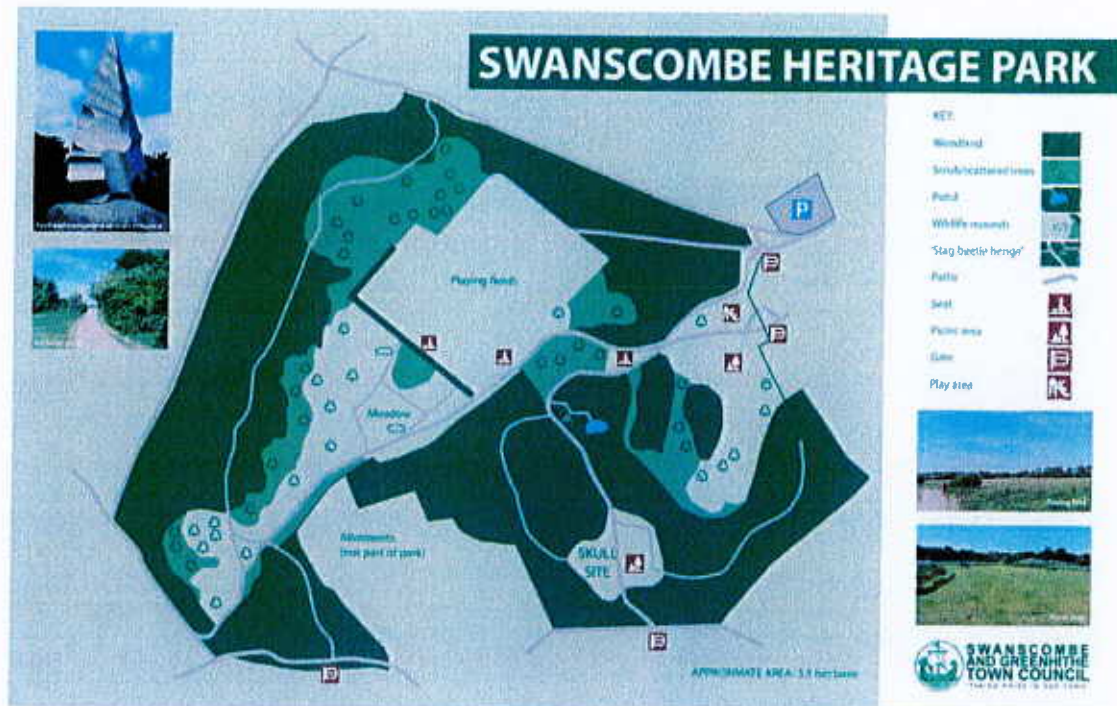 SWANSCOMBE HERITAGE PARK
KEY:
Woodland
Scrub/scattered trees
Pond
Wildlife mounds
'Stag beetle henge'
Paths
Seat
Picnic area
Gate
Play area
P
Playing fields
Meadow
Allotments
(not part of park)
SKULL
SITE
APPROXIMATE AREA:
SWANSCOMBE
AND GREENHITHE
TOWN COUNCIL